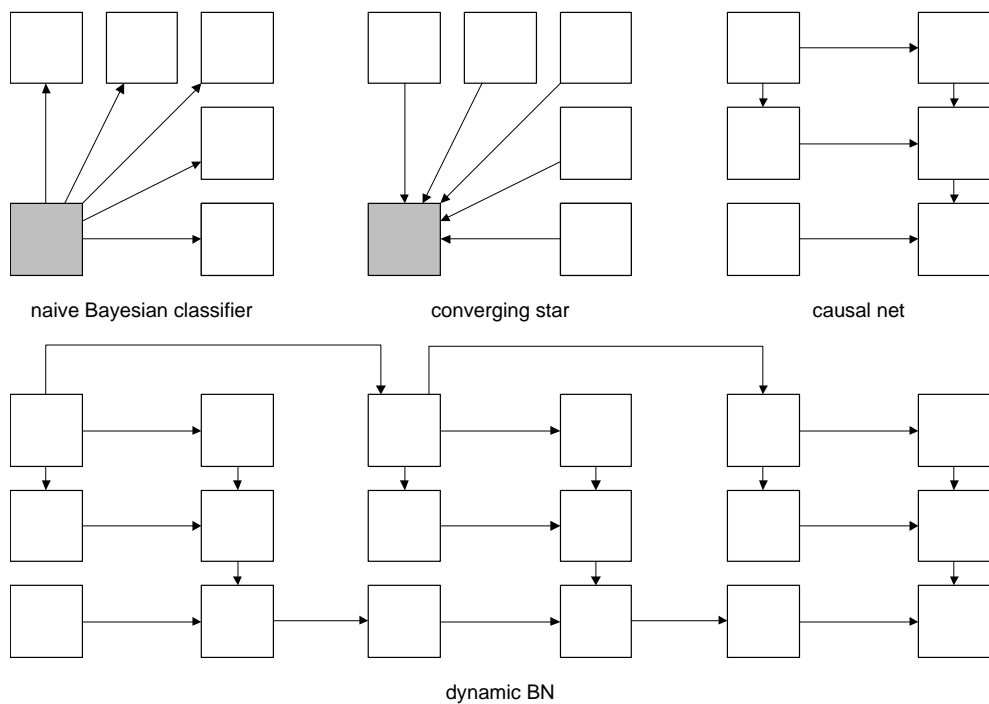 naive Bayesian classifier
converging star
causal net
dynamic BN